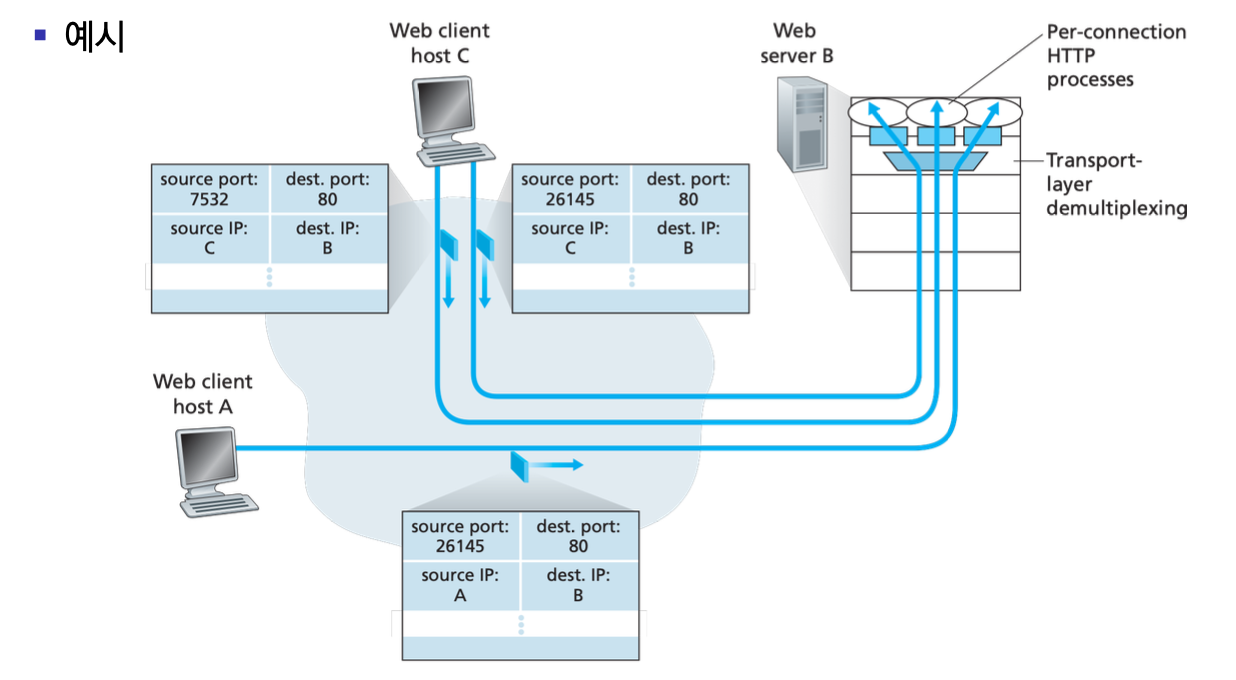 예시
Web client
host C
Web
server B
Per-connection
HTTP
processes
Transport-
layer
demultiplexing
source port:
7532
dest. port:
80
source IP:
C
dest. IP:
B
source port:
26145
dest. port:
80
source IP:
C
dest. IP:
B
Web client
host A
source port:
26145
dest. port:
80
source IP:
A
dest. IP:
B